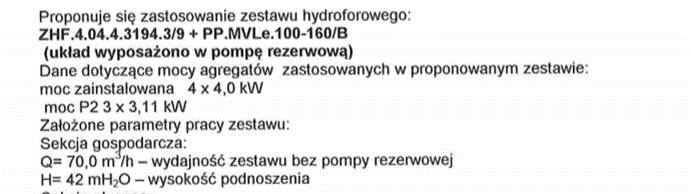 Proponuje się zastosowanie zestawu hydroforowego:
ZHF.4.04.4.3194.3/9 + PP.MVLe.100-160/B
(układ wyposażono w pompę rezerwową)
Dane dotyczące mocy agregatów zastosowanych w proponowanym zestawie:
moc zainstalowana 4 x 4,0 kW
moc P2 3 x 3,11 kW
Założone parametry pracy zestawu:
Sekcja gospodarcza:
Q= 70,0 m³/h – wydajność zestawu bez pompy rezerwowej
H= 42 mH₂O – wysokość podnoszenia